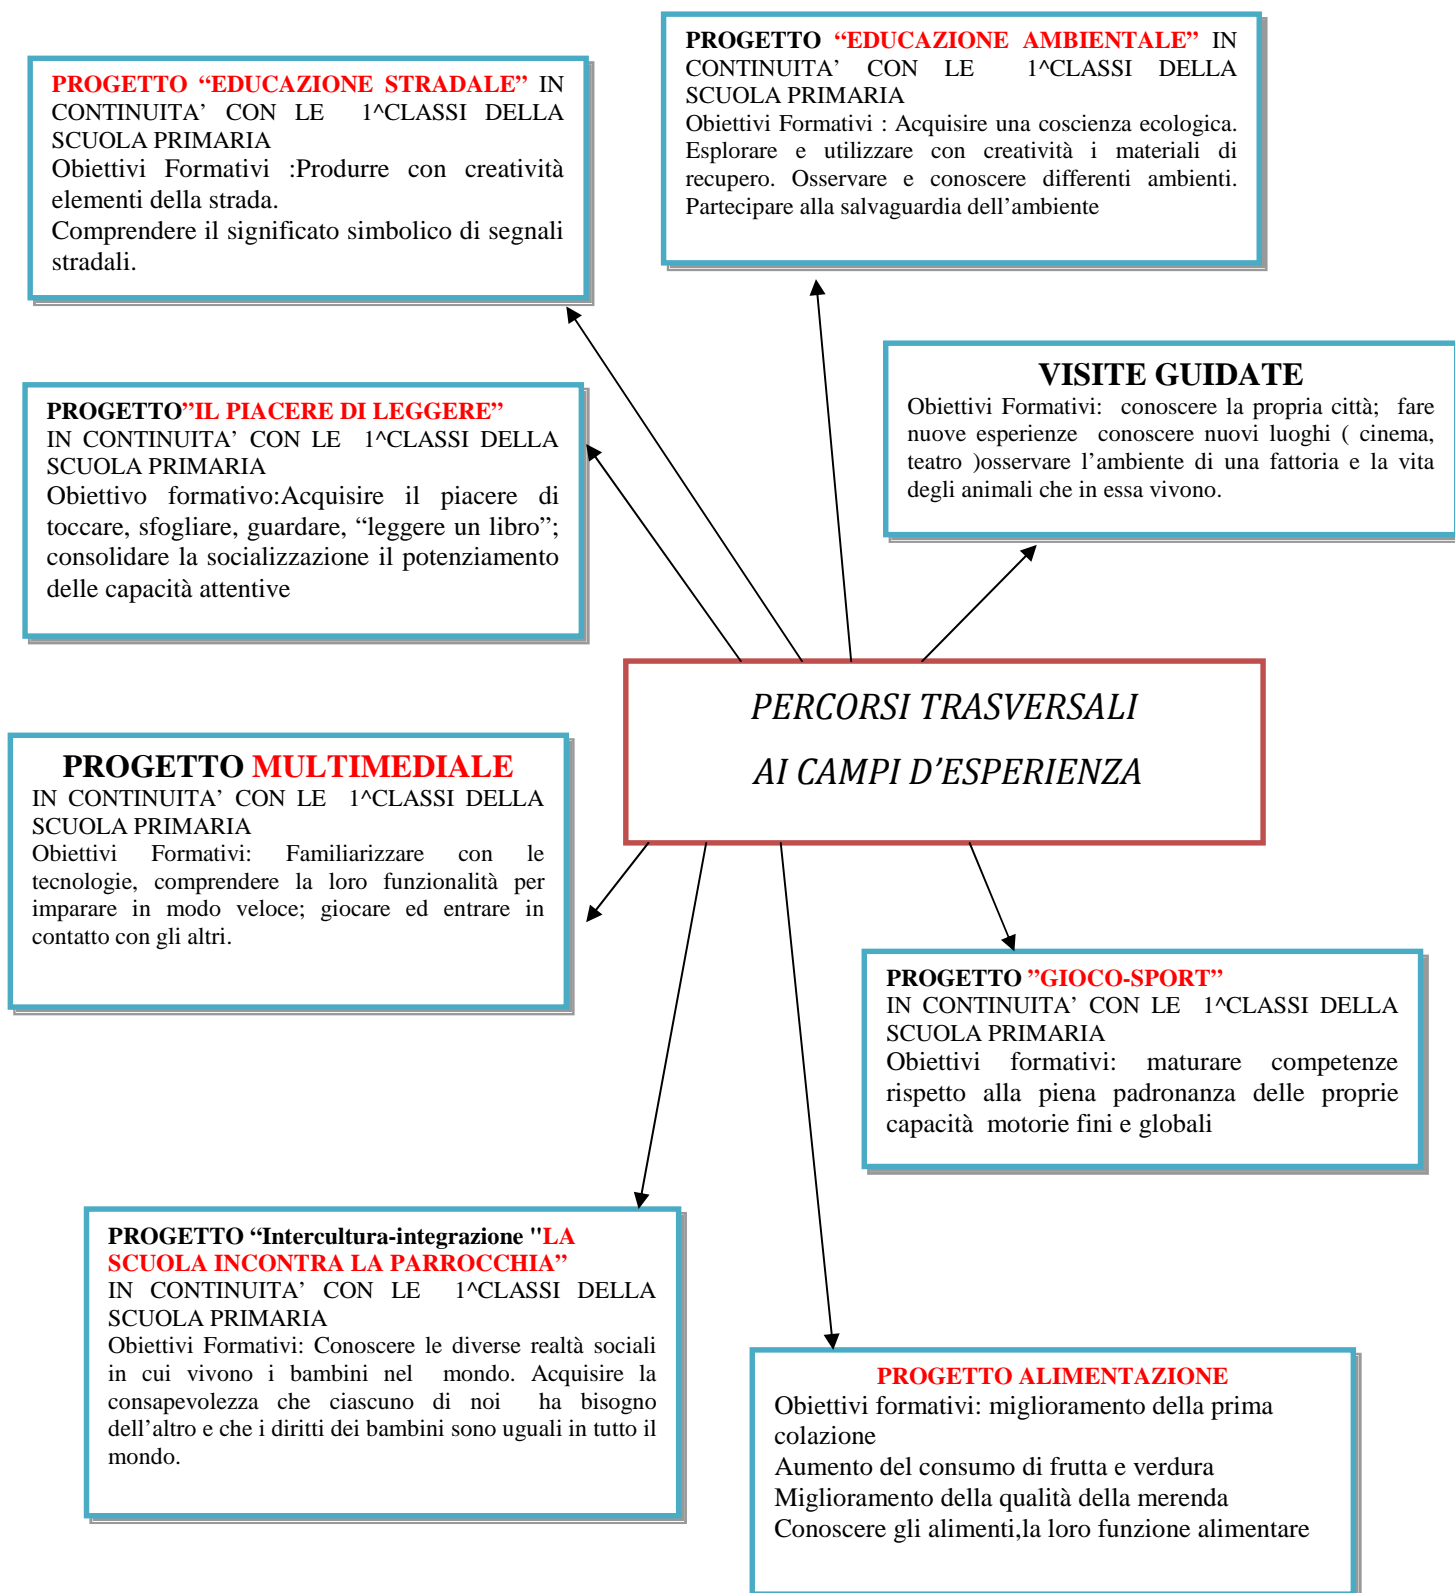 PROGETTO “EDUCAZIONE STRADALE” IN
CONTINUITA’ CON LE 1^CLASSI DELLA
SCUOLA PRIMARIA
Obiettivi Formativi :Produrre con creatività
elementi della strada.
Comprendere il significato simbolico di segnali
stradali.
PROGETTO “EDUCAZIONE AMBIENTALE” IN
CONTINUITA’ CON LE 1^CLASSI DELLA
SCUOLA PRIMARIA
Obiettivi Formativi : Acquisire una coscienza ecologica.
Esplorare e utilizzare con creatività i materiali di
recupero. Osservare e conoscere differenti ambienti.
Partecipare alla salvaguardia dell’ambiente
VISITE GUIDATE
Obiettivi Formativi: conoscere la propria città; fare
nuove esperienze conoscere nuovi luoghi ( cinema,
teatro )osservare l’ambiente di una fattoria e la vita
degli animali che in essa vivono.
PROGETTO”IL PIACERE DI LEGGERE”
IN CONTINUITA’ CON LE 1^CLASSI DELLA
SCUOLA PRIMARIA
Obiettivo formativo:Acquisire il piacere di
toccare, sfogliare, guardare, “leggere un libro”;
consolidare la socializzazione il potenziamento
delle capacità attentive
PERCORSI TRASVERSALI
AI CAMPI D’ESPERIENZA
PROGETTO MULTIMEDIALE
IN CONTINUITA’ CON LE 1^CLASSI DELLA
SCUOLA PRIMARIA
Obiettivi Formativi: Familiarizzare con le
tecnologie, comprendere la loro funzionalità per
imparare in modo veloce; giocare ed entrare in
contatto con gli altri.
PROGETTO ”GIOCO-SPORT”
IN CONTINUITA’ CON LE 1^CLASSI DELLA
SCUOLA PRIMARIA
Obiettivi formativi: maturare competenze
rispetto alla piena padronanza delle proprie
capacità motorie fini e globali
PROGETTO “Intercultura-integrazione "LA
SCUOLA INCONTRA LA PARROCCHIA”
IN CONTINUITA’ CON LE 1^CLASSI DELLA
SCUOLA PRIMARIA
Obiettivi Formativi: Conoscere le diverse realtà sociali
in cui vivono i bambini nel mondo. Acquisire la
consapevolezza che ciascuno di noi ha bisogno
dell’altro e che i diritti dei bambini sono uguali in tutto il
mondo.
PROGETTO ALIMENTAZIONE
Obiettivi formativi: miglioramento della prima
colazione
Aumento del consumo di frutta e verdura
Miglioramento della qualità della merenda
Conoscere gli alimenti,la loro funzione alimentare